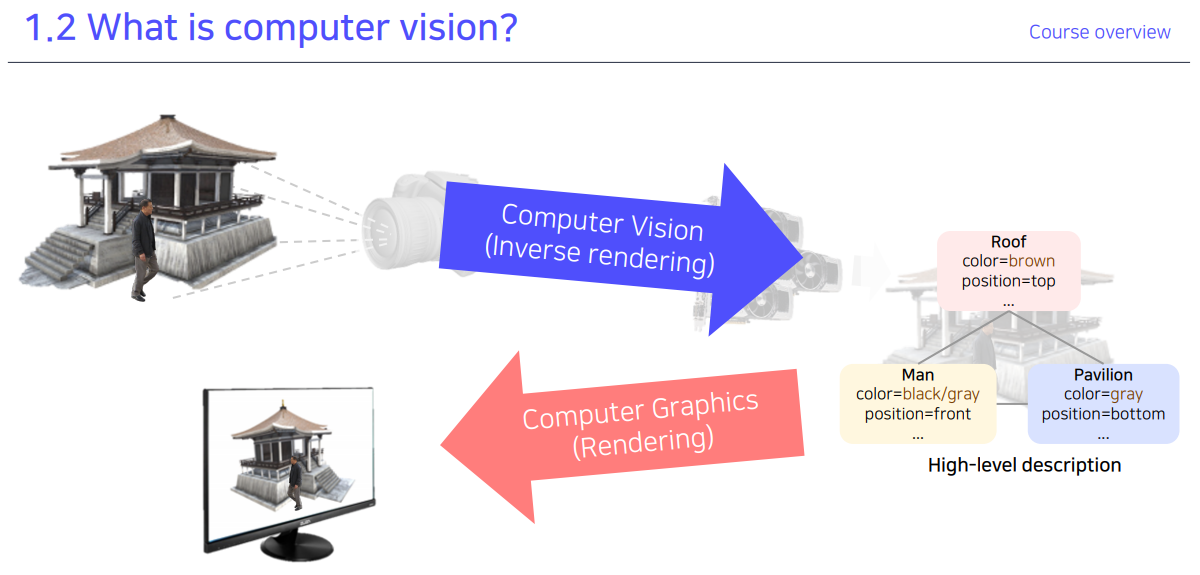 1.2 What is computer vision?
Course overview
Computer Vision
(Inverse rendering)
Roof
color=brown
position=top
...
Man
color=black/gray
position=front
...
Pavilion
color=gray
position=bottom
...
High-level description
Computer Graphics
(Rendering)